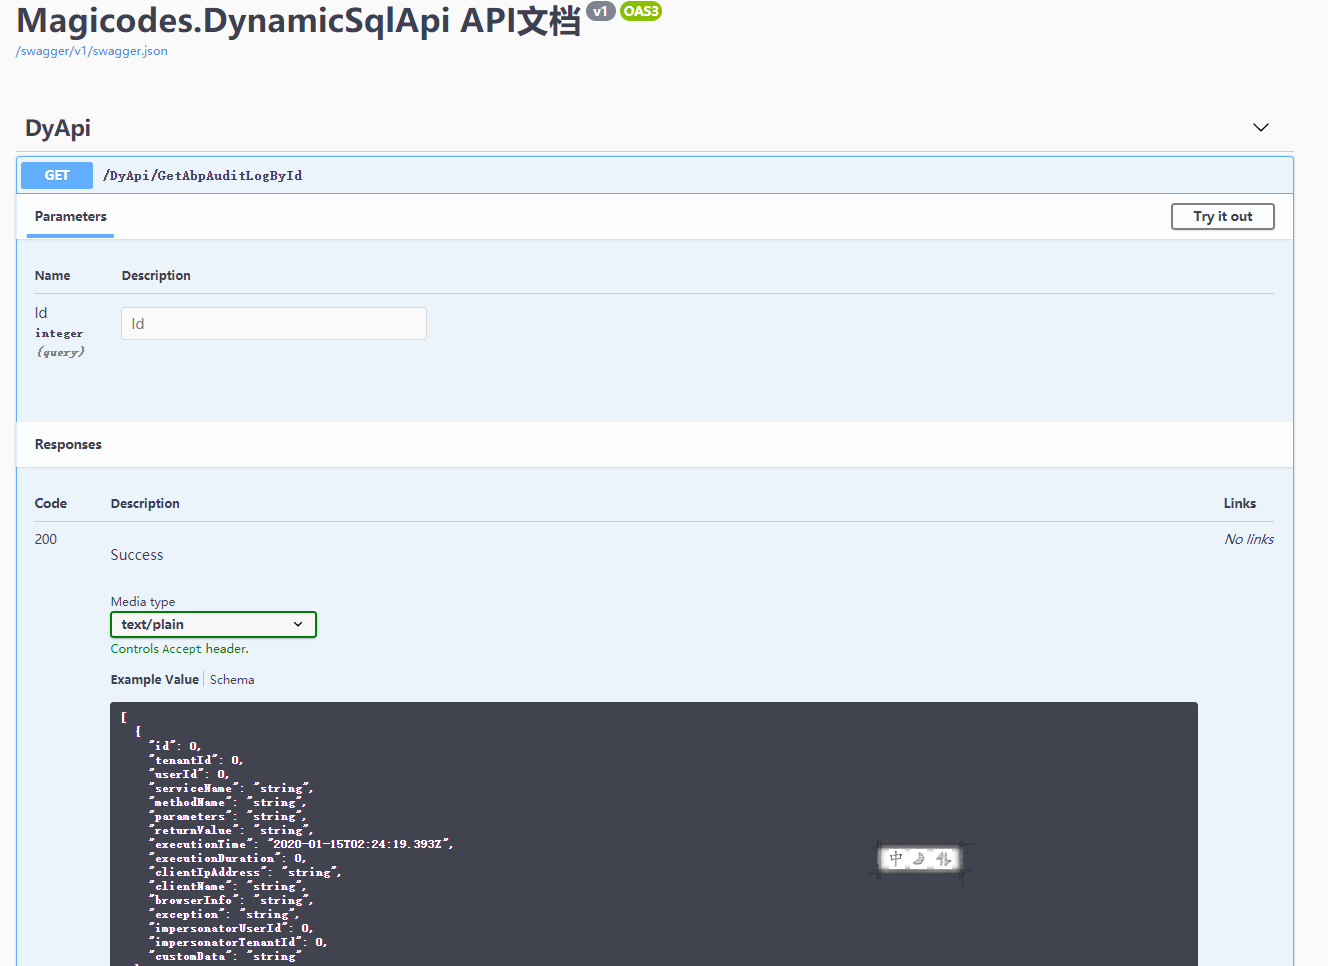 Magicodes.DynamicSqlApi API文档 v1 OAS3
/swagger/v1/swagger.json
DyApi
GET /DyApi/GetAbpAuditLogById
Parameters Try it out
Name Description
Id
integer
(query)
Id
Responses
Code Description Links
200 Success No links
Media type
text/plain
Controls Accept header.
Example Value Schema
[
{
"id": 0,
"tenantId": 0,
"userId": 0,
"serviceName": "string",
"methodName": "string",
"parameters": "string",
"returnValue": "string",
"executionTime": "2020-01-15T02:24:19.393Z",
"executionDuration": 0,
"clientIpAddress": "string",
"clientName": "string",
"browserInfo": "string",
"exception": "string",
"impersonatorUserId": 0,
"impersonatorTenantId": 0,
"customData": "string"
中